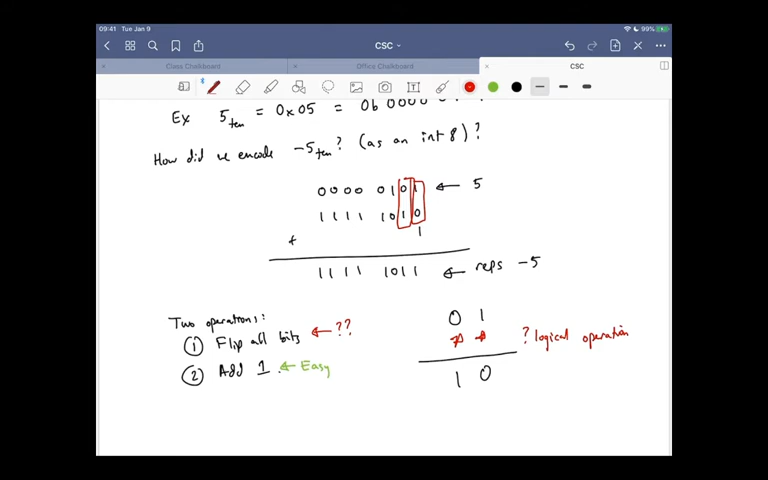 09:41 Tue Jan 9
99%
CSC
Class Chalkboard
Office Chalkboard
CSC
Ex 5ten = 0x05 = 0b 0000
How did we encode -5ten? (as an int 8)?
0000 0101 ← 5
1111 1010
+ 1
1111 1011 ← reps -5
Two operations:
① Flip all bits ← ??
② Add 1. ← Easy
0 1
* * ? logical operation
1 0